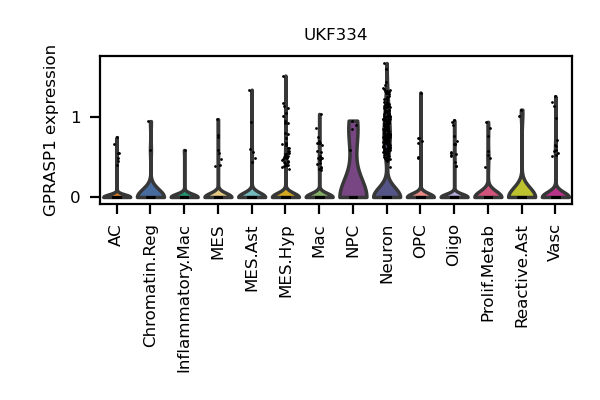 UKF334
GPRASP1 expression
1
0
AC
Chromatin.Reg
Inflammatory.Mac
MES
MES.Ast
MES.Hyp
Mac
NPC
Neuron
OPC
Oligo
Prolif.Metab
Reactive.Ast
Vasc